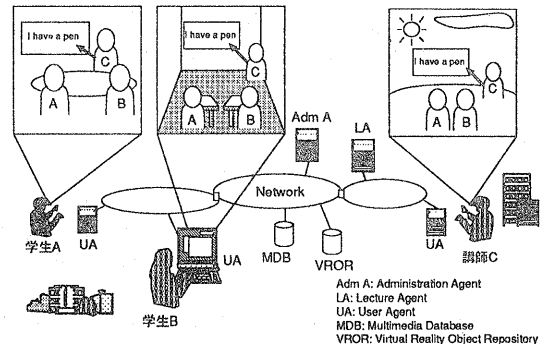 I have a pen
C
A
B
I have a pen
C
A
B
I have a pen
C
A
B
Adm A
LA
Network
学生A
UA
UA
MDB
VROR
UA
講師C
学生B
Adm A: Administration Agent
LA: Lecture Agent
UA: User Agent
MDB: Multimedia Database
VROR: Virtual Reality Object Repository